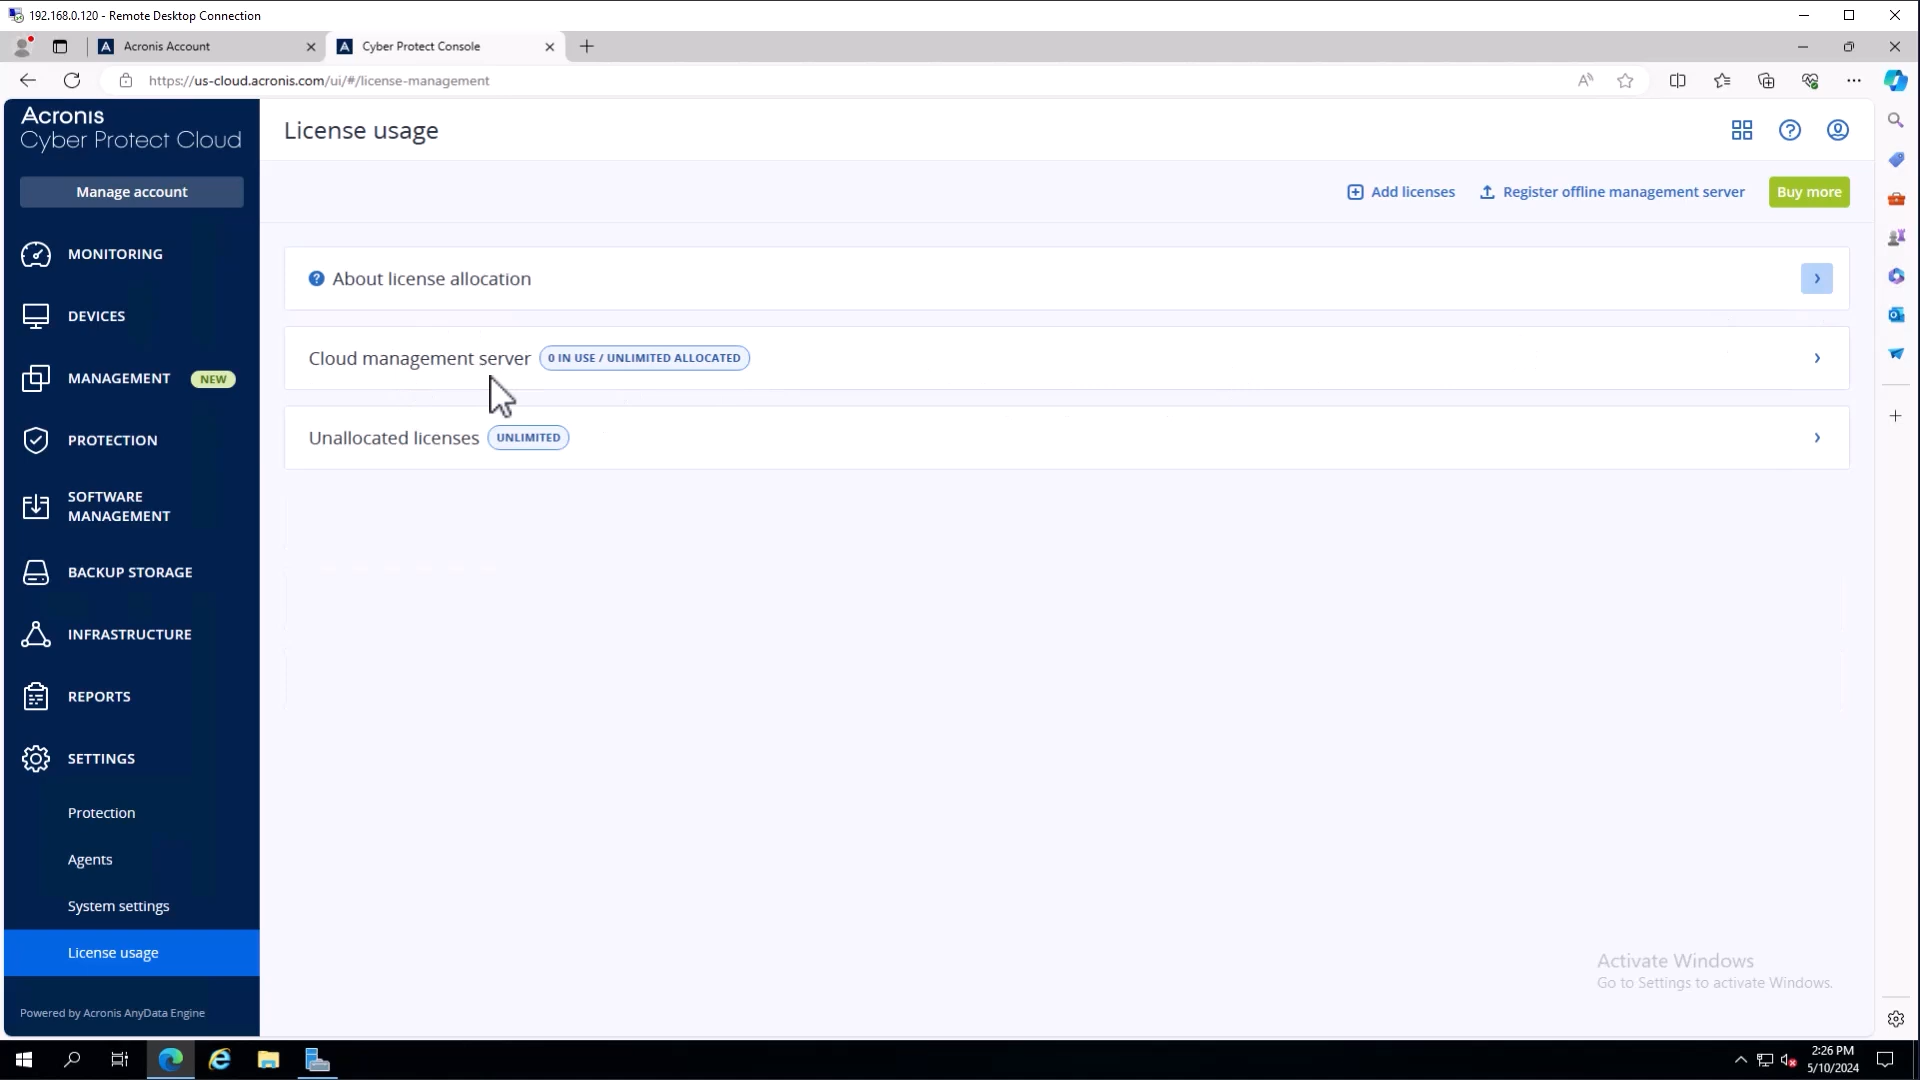 192.168.0.120 - Remote Desktop Connection
Acronis Account
Cyber Protect Console
https://us-cloud.acronis.com/ui/#/license-management
Acronis
Cyber Protect Cloud
Manage account
MONITORING
DEVICES
MANAGEMENT NEW
PROTECTION
SOFTWARE
MANAGEMENT
BACKUP STORAGE
INFRASTRUCTURE
REPORTS
SETTINGS
Protection
Agents
System settings
License usage
Powered by Acronis AnyData Engine
License usage
Add licenses
Register offline management server
Buy more
About license allocation
Cloud management server 0 IN USE / UNLIMITED ALLOCATED
Unallocated licenses UNLIMITED
Activate Windows
Go to Settings to activate Windows.
2:26 PM
5/10/2024